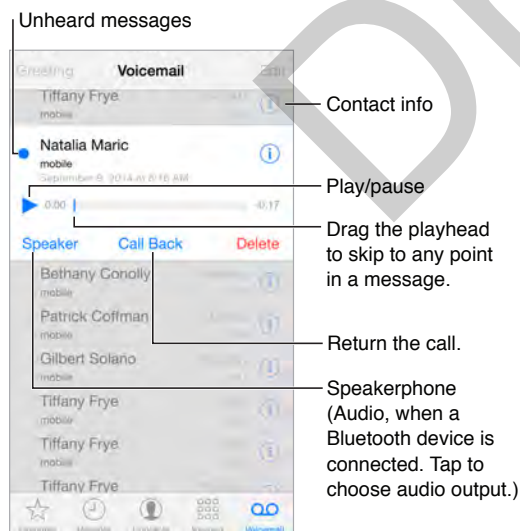 Unheard messages
Greeting Voicemail Edit
Tiffany Frye
mobile
Contact info
Natalia Maric
mobile
September 9, 2014 at 8:16 AM
Play/pause
0:00 -0:17
Drag the playhead
to skip to any point
in a message.
Speaker Call Back Delete
Bethany Conolly
mobile
Patrick Coffman
mobile
Return the call.
Gilbert Solano
mobile
Speakerphone
(Audio, when a
Bluetooth device is
connected. Tap to
choose audio output.)
Tiffany Frye
mobile
Tiffany Frye
mobile
Tiffany Frye
Voicemail